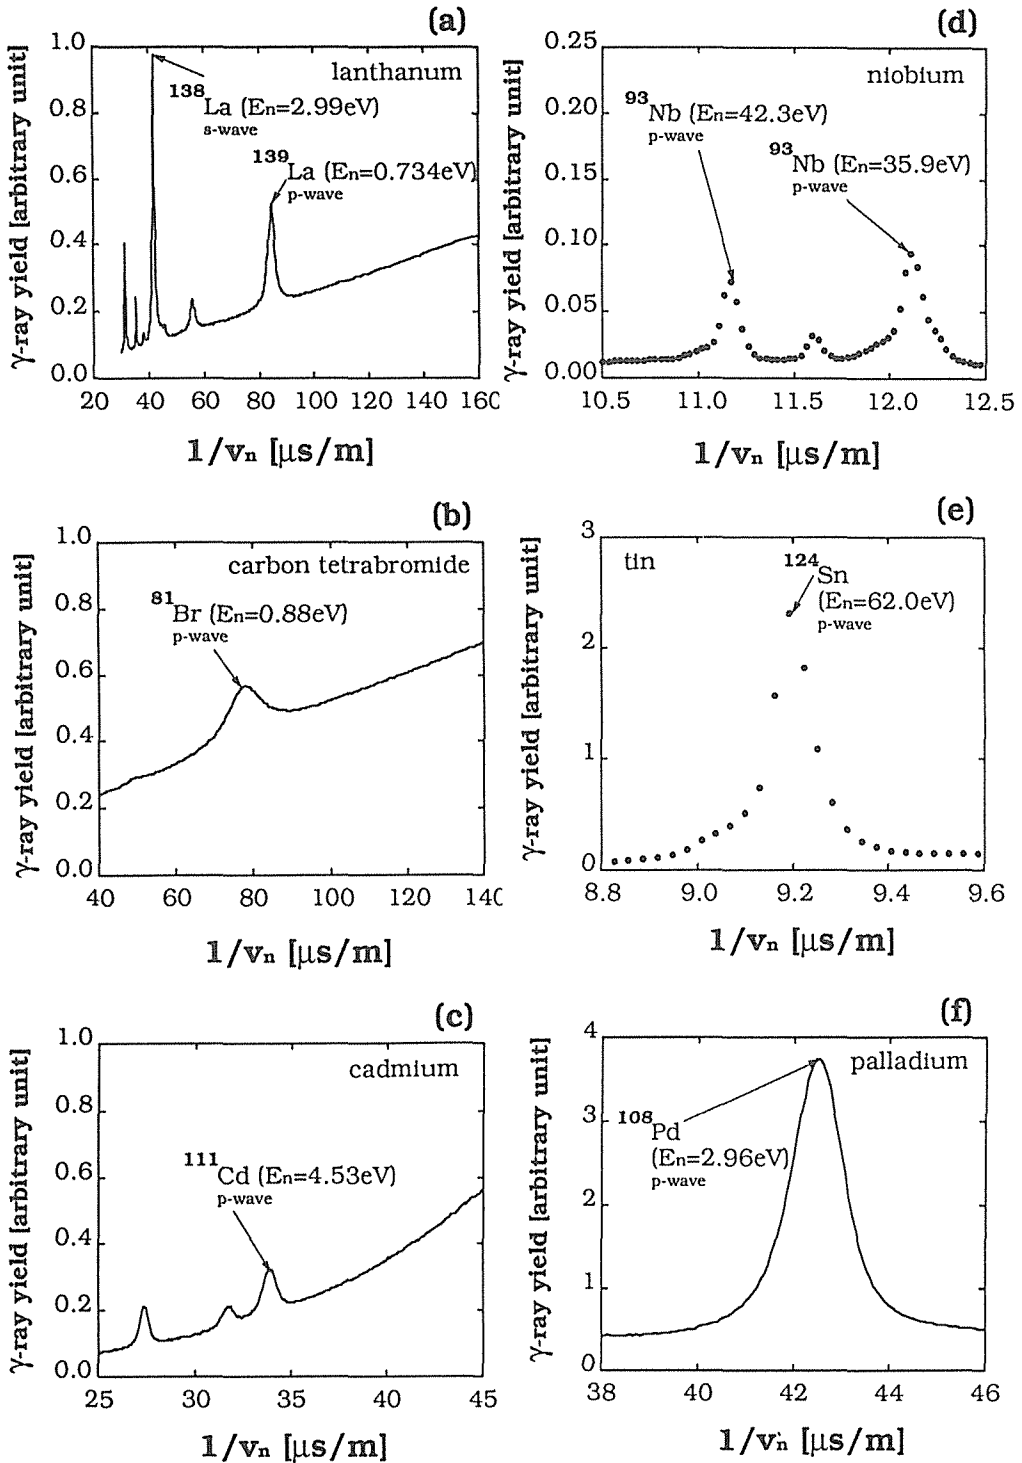 (a)
γ-ray yield [arbitrary unit]
1.0
0.8
0.6
0.4
0.2
0.0
lanthanum
138La (En=2.99eV)
s-wave
139La (En=0.734eV)
p-wave
20 40 60 80 100 120 140 160
1/vn [μs/m]
(b)
γ-ray yield [arbitrary unit]
1.0
0.8
0.6
0.4
0.2
0.0
carbon tetrabromide
81Br (En=0.88eV)
p-wave
40 60 80 100 120 140
1/vn [μs/m]
(c)
γ-ray yield [arbitrary unit]
1.0
0.8
0.6
0.4
0.2
0.0
cadmium
111Cd (En=4.53eV)
p-wave
25 30 35 40 45
1/vn [μs/m]
(d)
γ-ray yield [arbitrary unit]
0.25
0.20
0.15
0.10
0.05
0.00
niobium
93Nb (En=42.3eV)
p-wave
93Nb (En=35.9eV)
p-wave
10.5 11.0 11.5 12.0 12.5
1/vn [μs/m]
(e)
γ-ray yield [arbitrary unit]
3
2
1
0
tin
124Sn
(En=62.0eV)
p-wave
8.8 9.0 9.2 9.4 9.6
1/vn [μs/m]
(f)
γ-ray yield [arbitrary unit]
4
3
2
1
0
palladium
108Pd
(En=2.96eV)
p-wave
38 40 42 44 46
1/vn [μs/m]